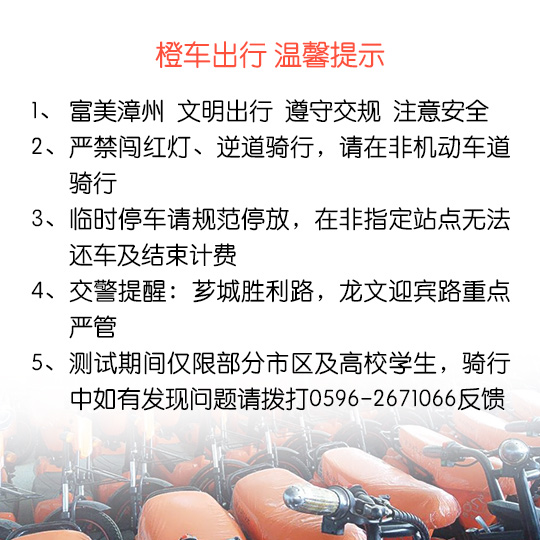 橙车出行 温馨提示
1、富美漳州 文明出行 遵守交规 注意安全
2、严禁闯红灯、逆道骑行，请在非机动车道
骑行
3、临时停车请规范停放，在非指定站点无法
还车及结束计费
4、交警提醒：芗城胜利路，龙文迎宾路重点
严管
5、测试期间仅限部分市区及高校学生，骑行
中如有发现问题请拨打0596-2671066反馈